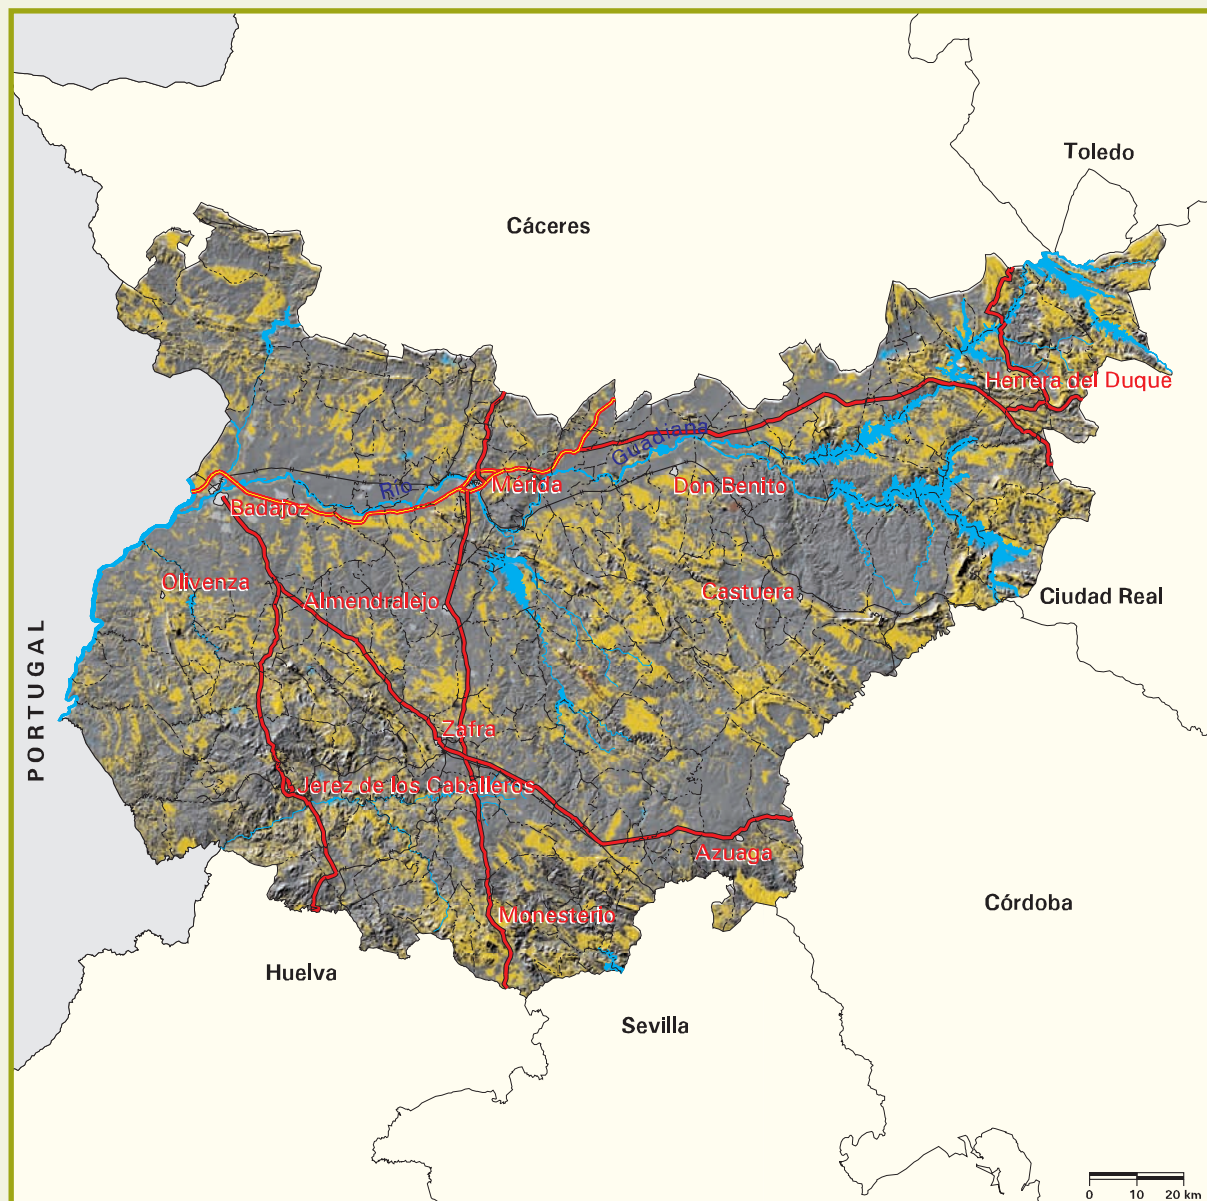 Toledo
Cáceres
Herrera del Duque
Río
Guadiana
Mérida
Don Benito
Badajoz
Olivenza
Almendralejo
Castuera
Ciudad Real
PORTUGAL
Zafra
Jerez de los Caballeros
Azuaga
Córdoba
Monesterio
Huelva
Sevilla
0 10 20 km